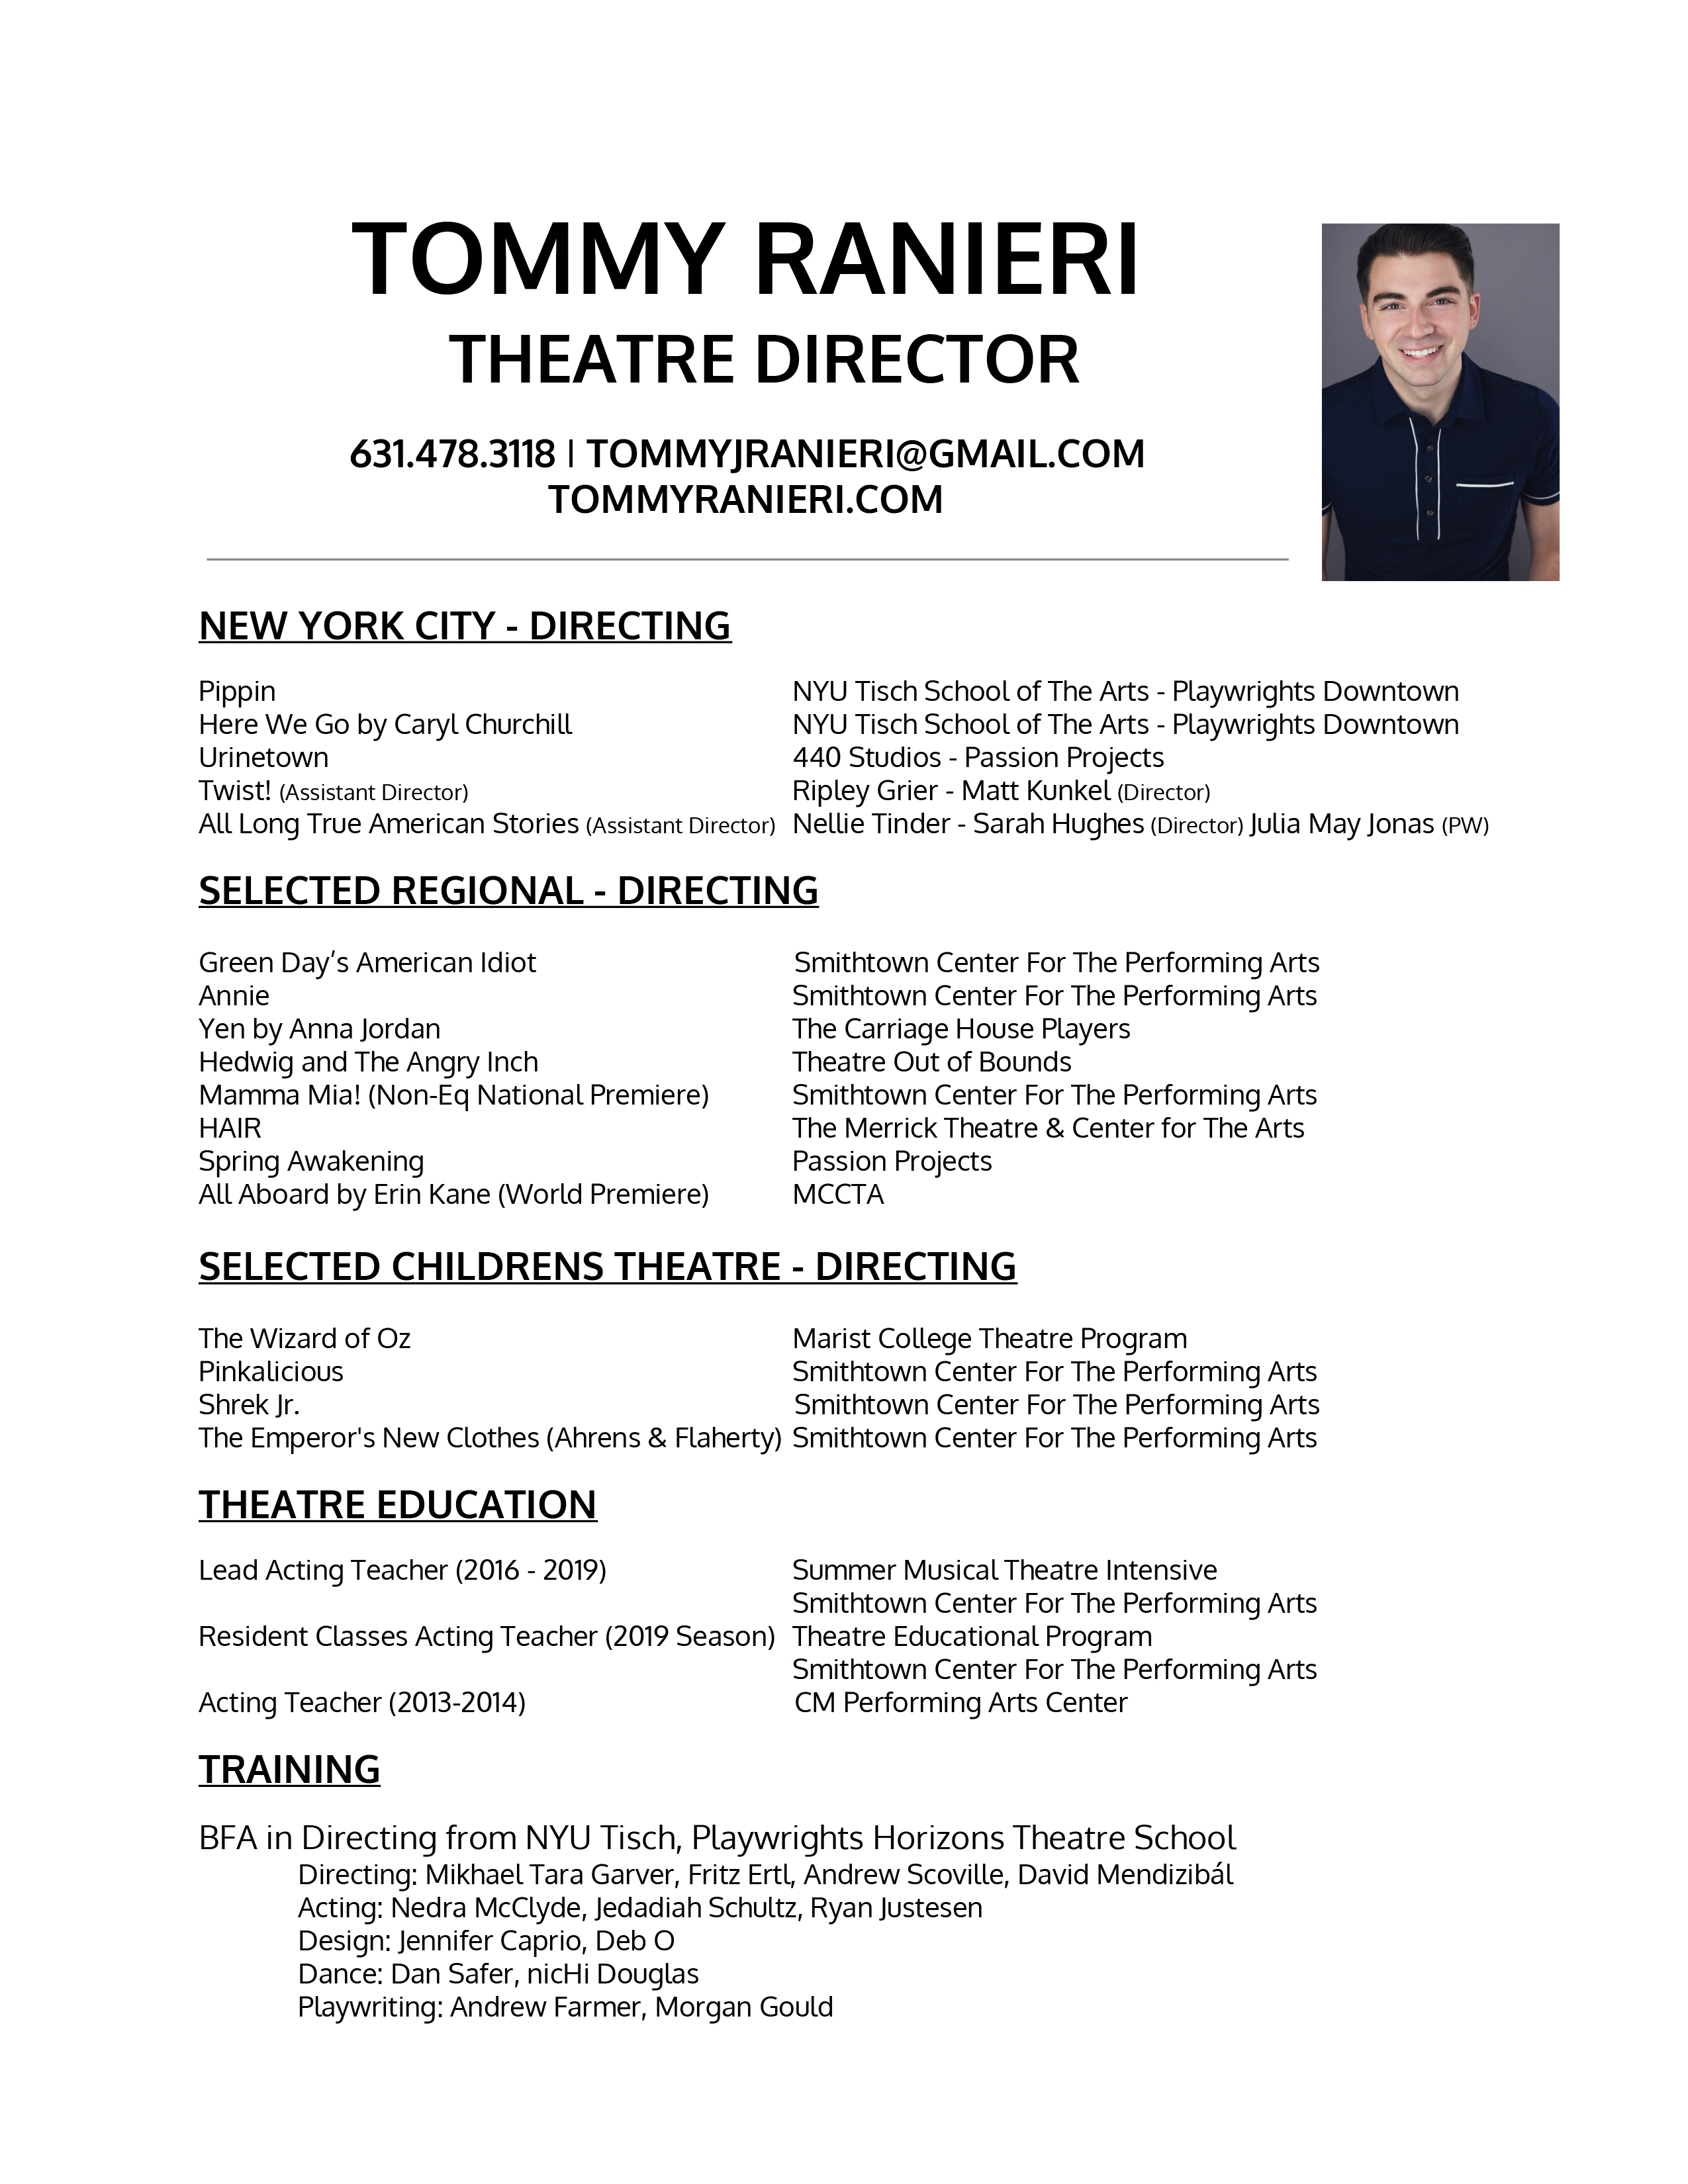 TOMMY RANIERI
THEATRE DIRECTOR
631.478.3118 | TOMMYJRANIERI@GMAIL.COM
TOMMYRANIERI.COM
NEW YORK CITY - DIRECTING
Pippin NYU Tisch School of The Arts - Playwrights Downtown
Here We Go by Caryl Churchill NYU Tisch School of The Arts - Playwrights Downtown
Urinetown 440 Studios - Passion Projects
Twist! (Assistant Director) Ripley Grier - Matt Kunkel (Director)
All Long True American Stories (Assistant Director) Nellie Tinder - Sarah Hughes (Director) Julia May Jonas (PW)
SELECTED REGIONAL - DIRECTING
Green Day’s American Idiot Smithtown Center For The Performing Arts
Annie Smithtown Center For The Performing Arts
Yen by Anna Jordan The Carriage House Players
Hedwig and The Angry Inch Theatre Out of Bounds
Mamma Mia! (Non-Eq National Premiere) Smithtown Center For The Performing Arts
HAIR The Merrick Theatre & Center for The Arts
Spring Awakening Passion Projects
All Aboard by Erin Kane (World Premiere) MCCTA
SELECTED CHILDRENS THEATRE - DIRECTING
The Wizard of Oz Marist College Theatre Program
Pinkalicious Smithtown Center For The Performing Arts
Shrek Jr. Smithtown Center For The Performing Arts
The Emperor's New Clothes (Ahrens & Flaherty) Smithtown Center For The Performing Arts
THEATRE EDUCATION
Lead Acting Teacher (2016 - 2019) Summer Musical Theatre Intensive
Smithtown Center For The Performing Arts
Resident Classes Acting Teacher (2019 Season) Theatre Educational Program
Smithtown Center For The Performing Arts
Acting Teacher (2013-2014) CM Performing Arts Center
TRAINING
BFA in Directing from NYU Tisch, Playwrights Horizons Theatre School
Directing: Mikhael Tara Garver, Fritz Ertl, Andrew Scoville, David Mendizibál
Acting: Nedra McClyde, Jedadiah Schultz, Ryan Justesen
Design: Jennifer Caprio, Deb O
Dance: Dan Safer, nicHi Douglas
Playwriting: Andrew Farmer, Morgan Gould